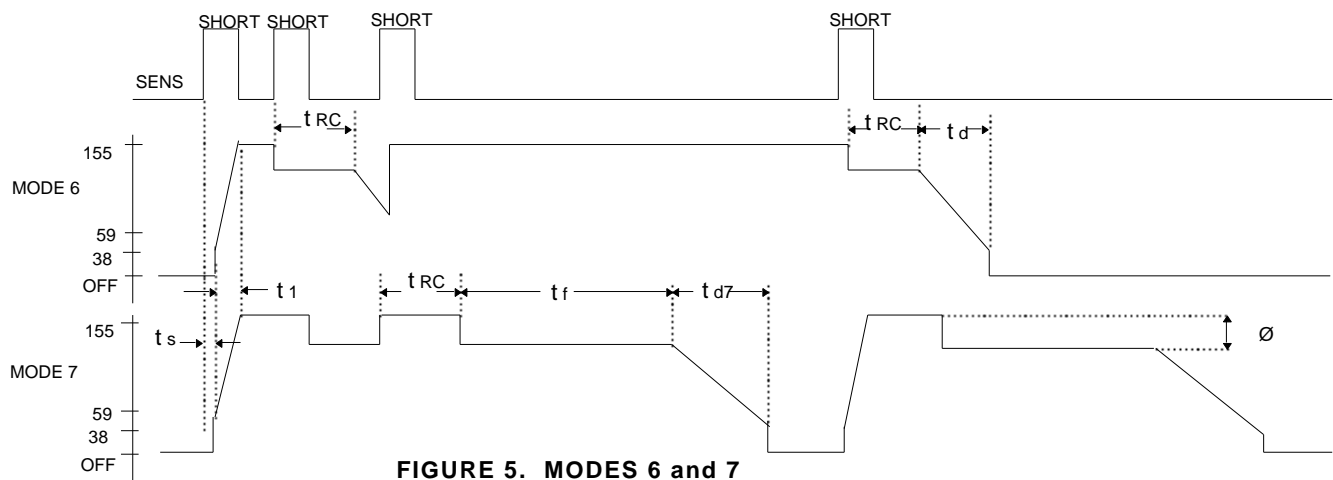 SHORT SHORT SHORT SHORT
SENS
t RC t RC t d
155
MODE 6
59
38
OFF
t 1 t RC t f t d7
155
t s Ø
MODE 7
59
38
OFF
FIGURE 5. MODES 6 and 7